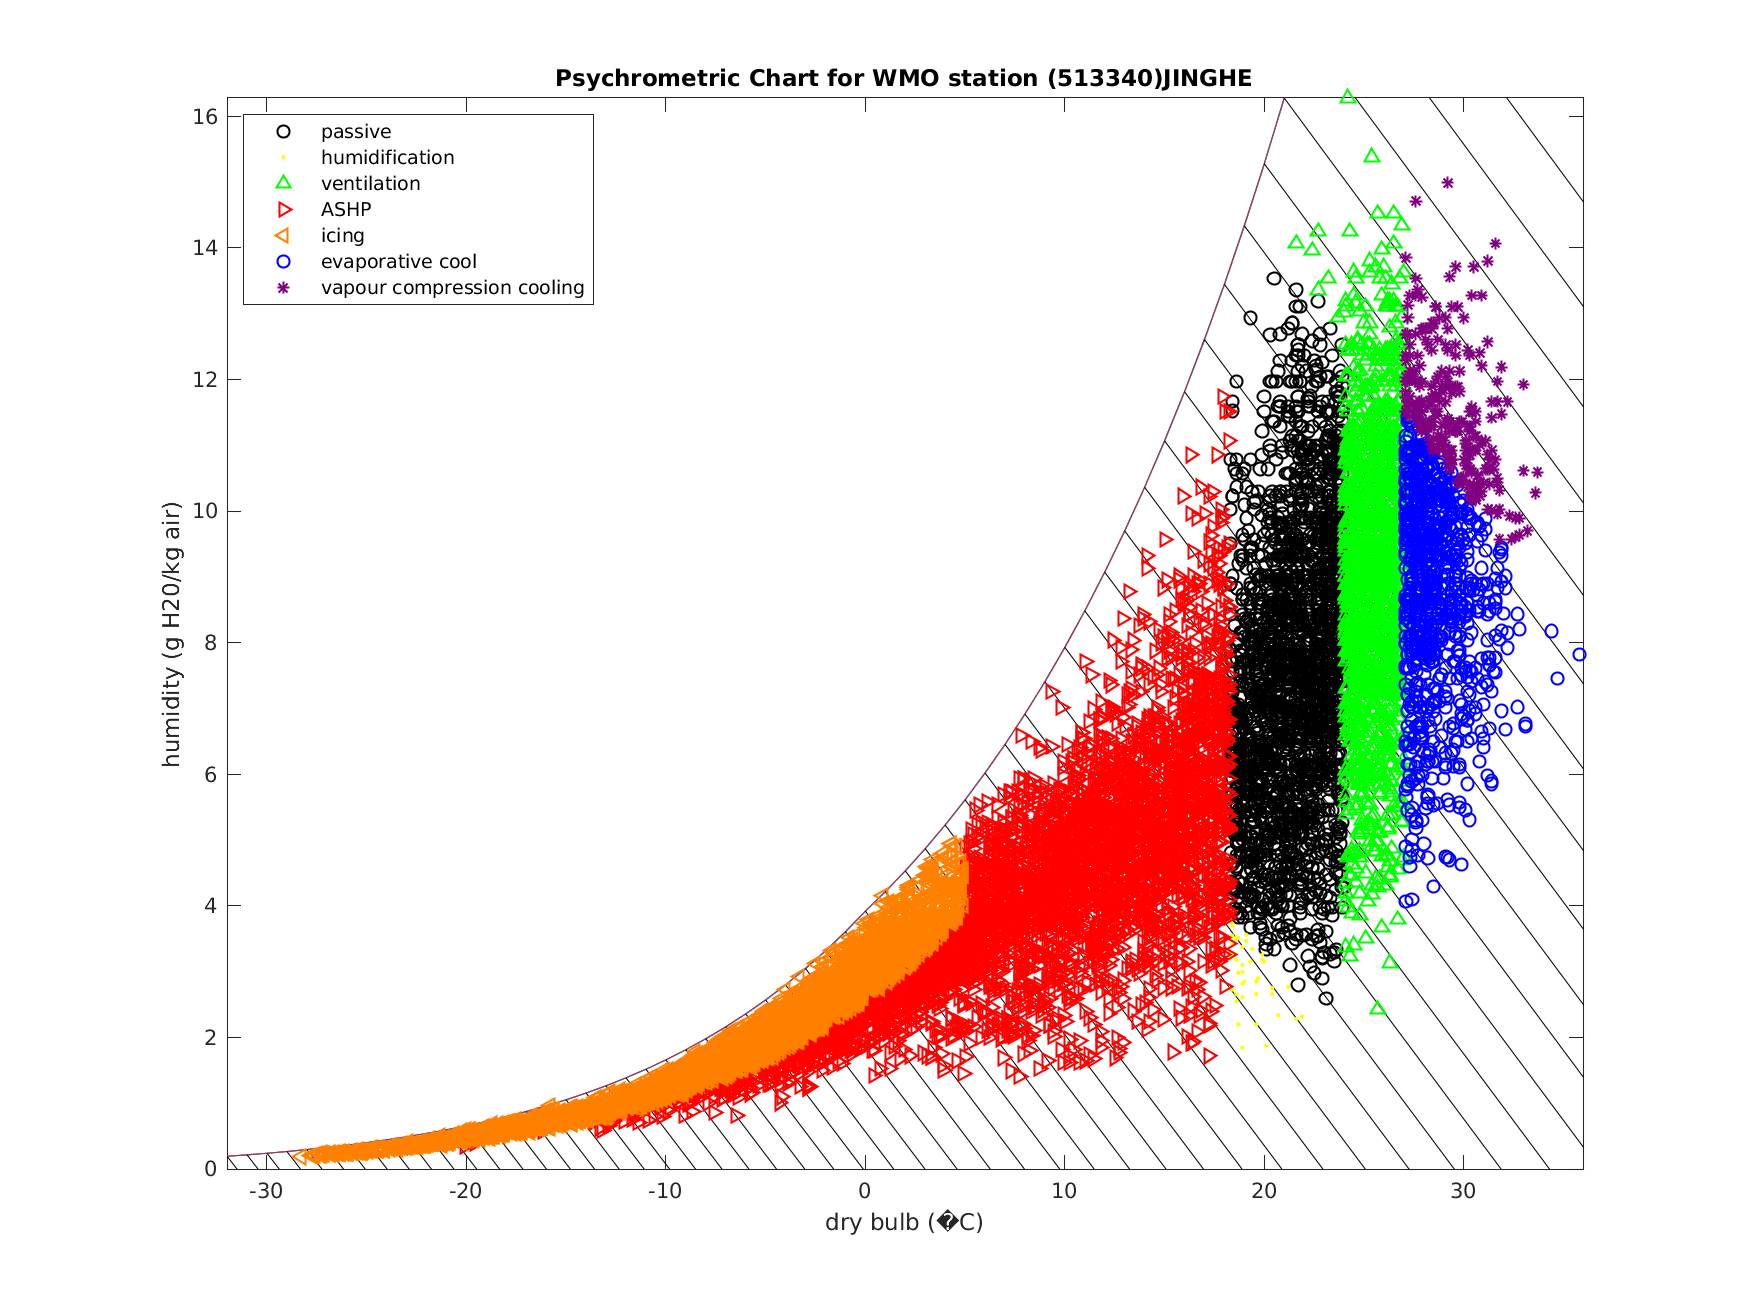 Psychrometric Chart for WMO station (513340)JINGHE
16
14
12
10
8
6
4
2
0
humidity (g H20/kg air)
passive
humidification
ventilation
ASHP
icing
evaporative cool
vapour compression cooling
-30
-20
-10
0
10
20
30
dry bulb (�C)